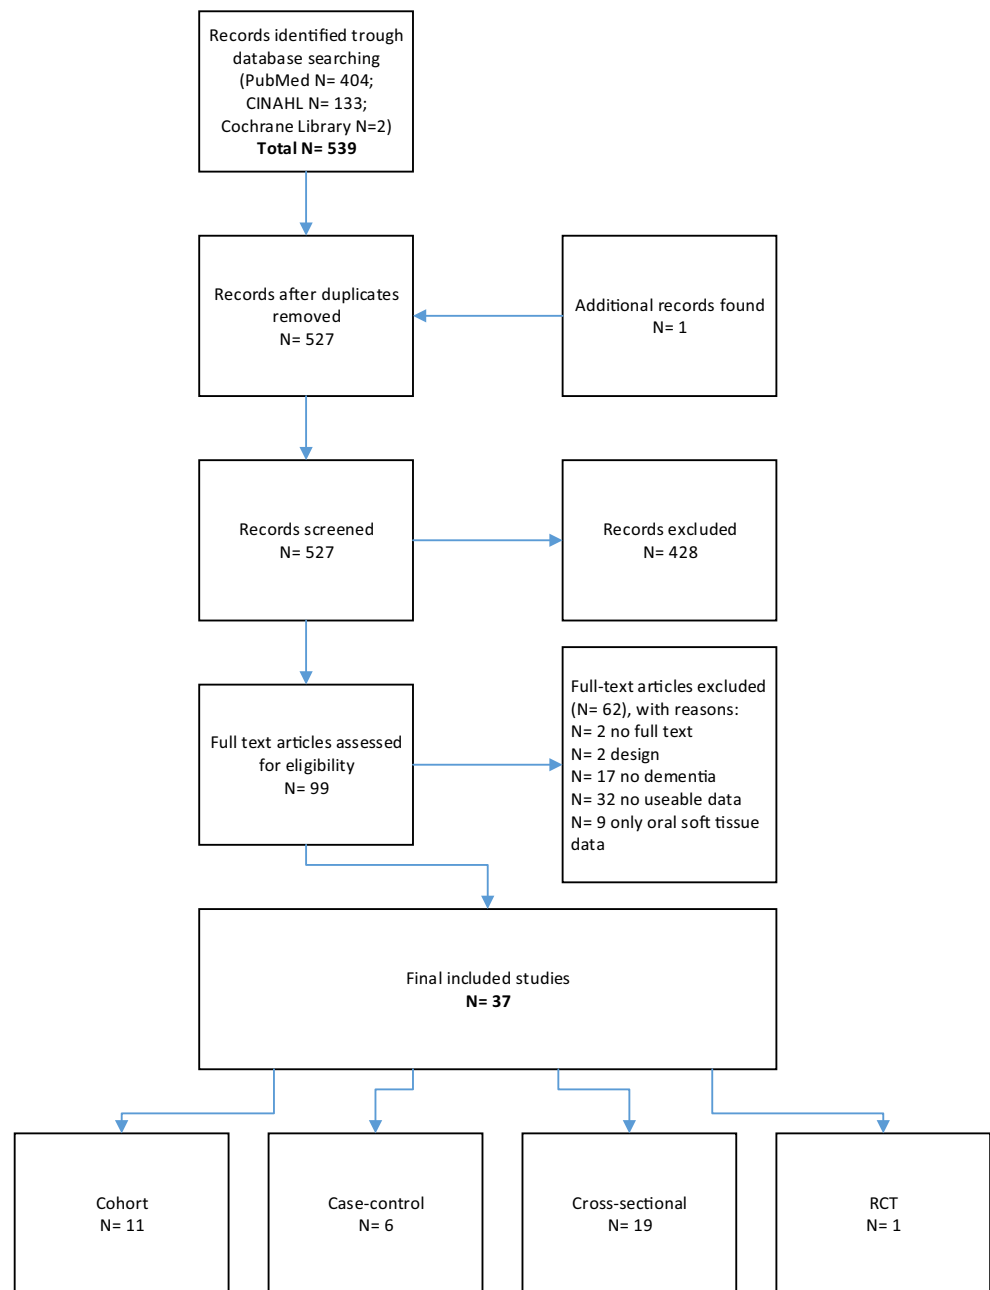 Records identified trough
database searching
(PubMed N= 404;
CINAHL N= 133;
Cochrane Library N=2)
Total N= 539
Records after duplicates
removed
N= 527
Additional records found
N= 1
Records screened
N= 527
Records excluded
N= 428
Full text articles assessed
for eligibility
N= 99
Full-text articles excluded
(N= 62), with reasons:
N= 2 no full text
N= 2 design
N= 17 no dementia
N= 32 no useable data
N= 9 only oral soft tissue
data
Final included studies
N= 37
Cohort
N= 11
Case-control
N= 6
Cross-sectional
N= 19
RCT
N= 1